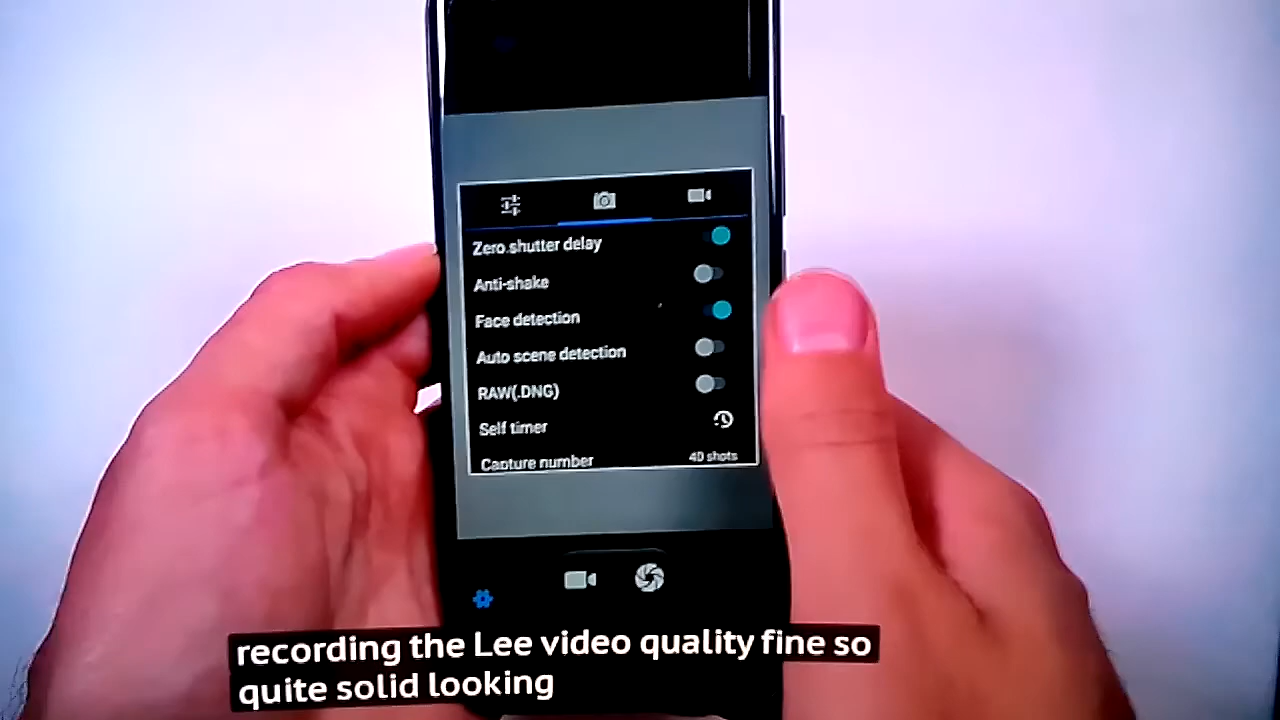 Zero shutter delay
Anti-shake
Face detection
Auto scene detection
RAW(.DNG)
Self timer
Capture number 40 shots
recording the Lee video quality fine so
quite solid looking